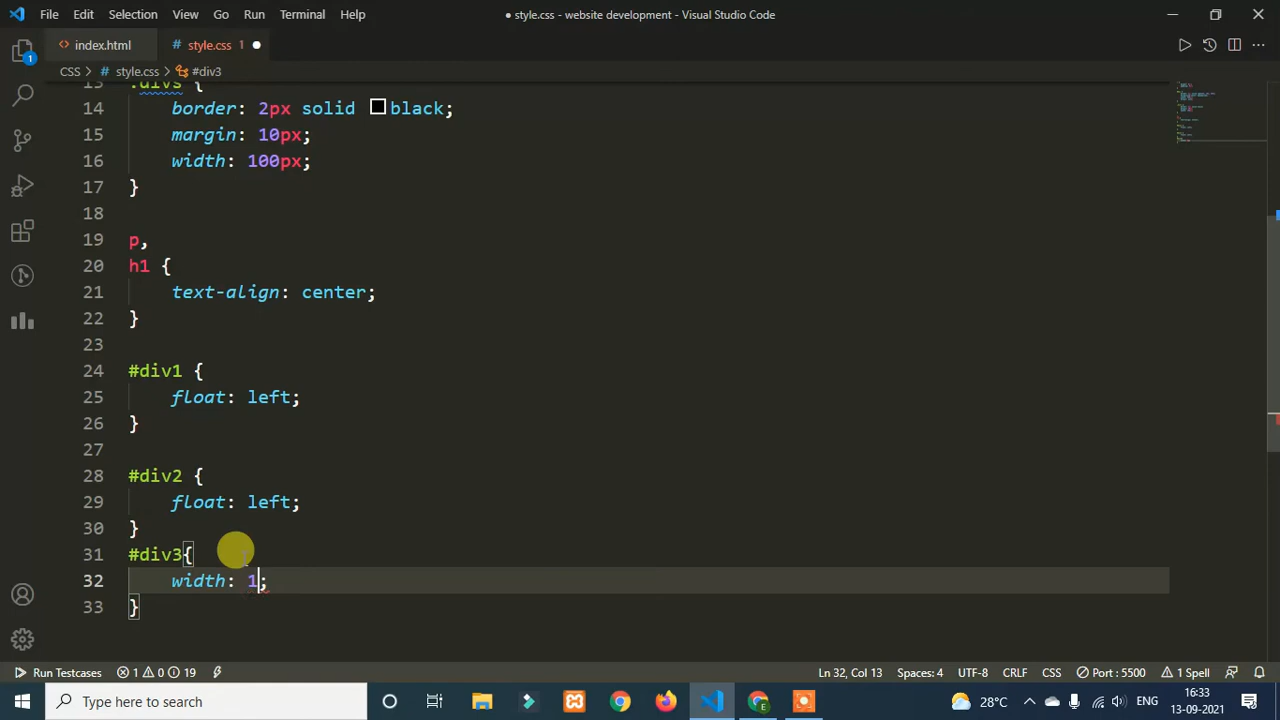 File Edit Selection View Go Run Terminal Help
● style.css - website development - Visual Studio Code
index.html
# style.css 1
CSS > # style.css > #div3
13 .divs {
14 border: 2px solid black;
15 margin: 10px;
16 width: 100px;
17 }
18
19 p,
20 h1 {
21 text-align: center;
22 }
23
24 #div1 {
25 float: left;
26 }
27
28 #div2 {
29 float: left;
30 }
31 #div3{
32 width: 1;
33 }
1
Run Testcases 1 0 19
Ln 32, Col 13 Spaces: 4 UTF-8 CRLF CSS Port : 5500 1 Spell
Type here to search
28°C ENG
16:33
13-09-2021